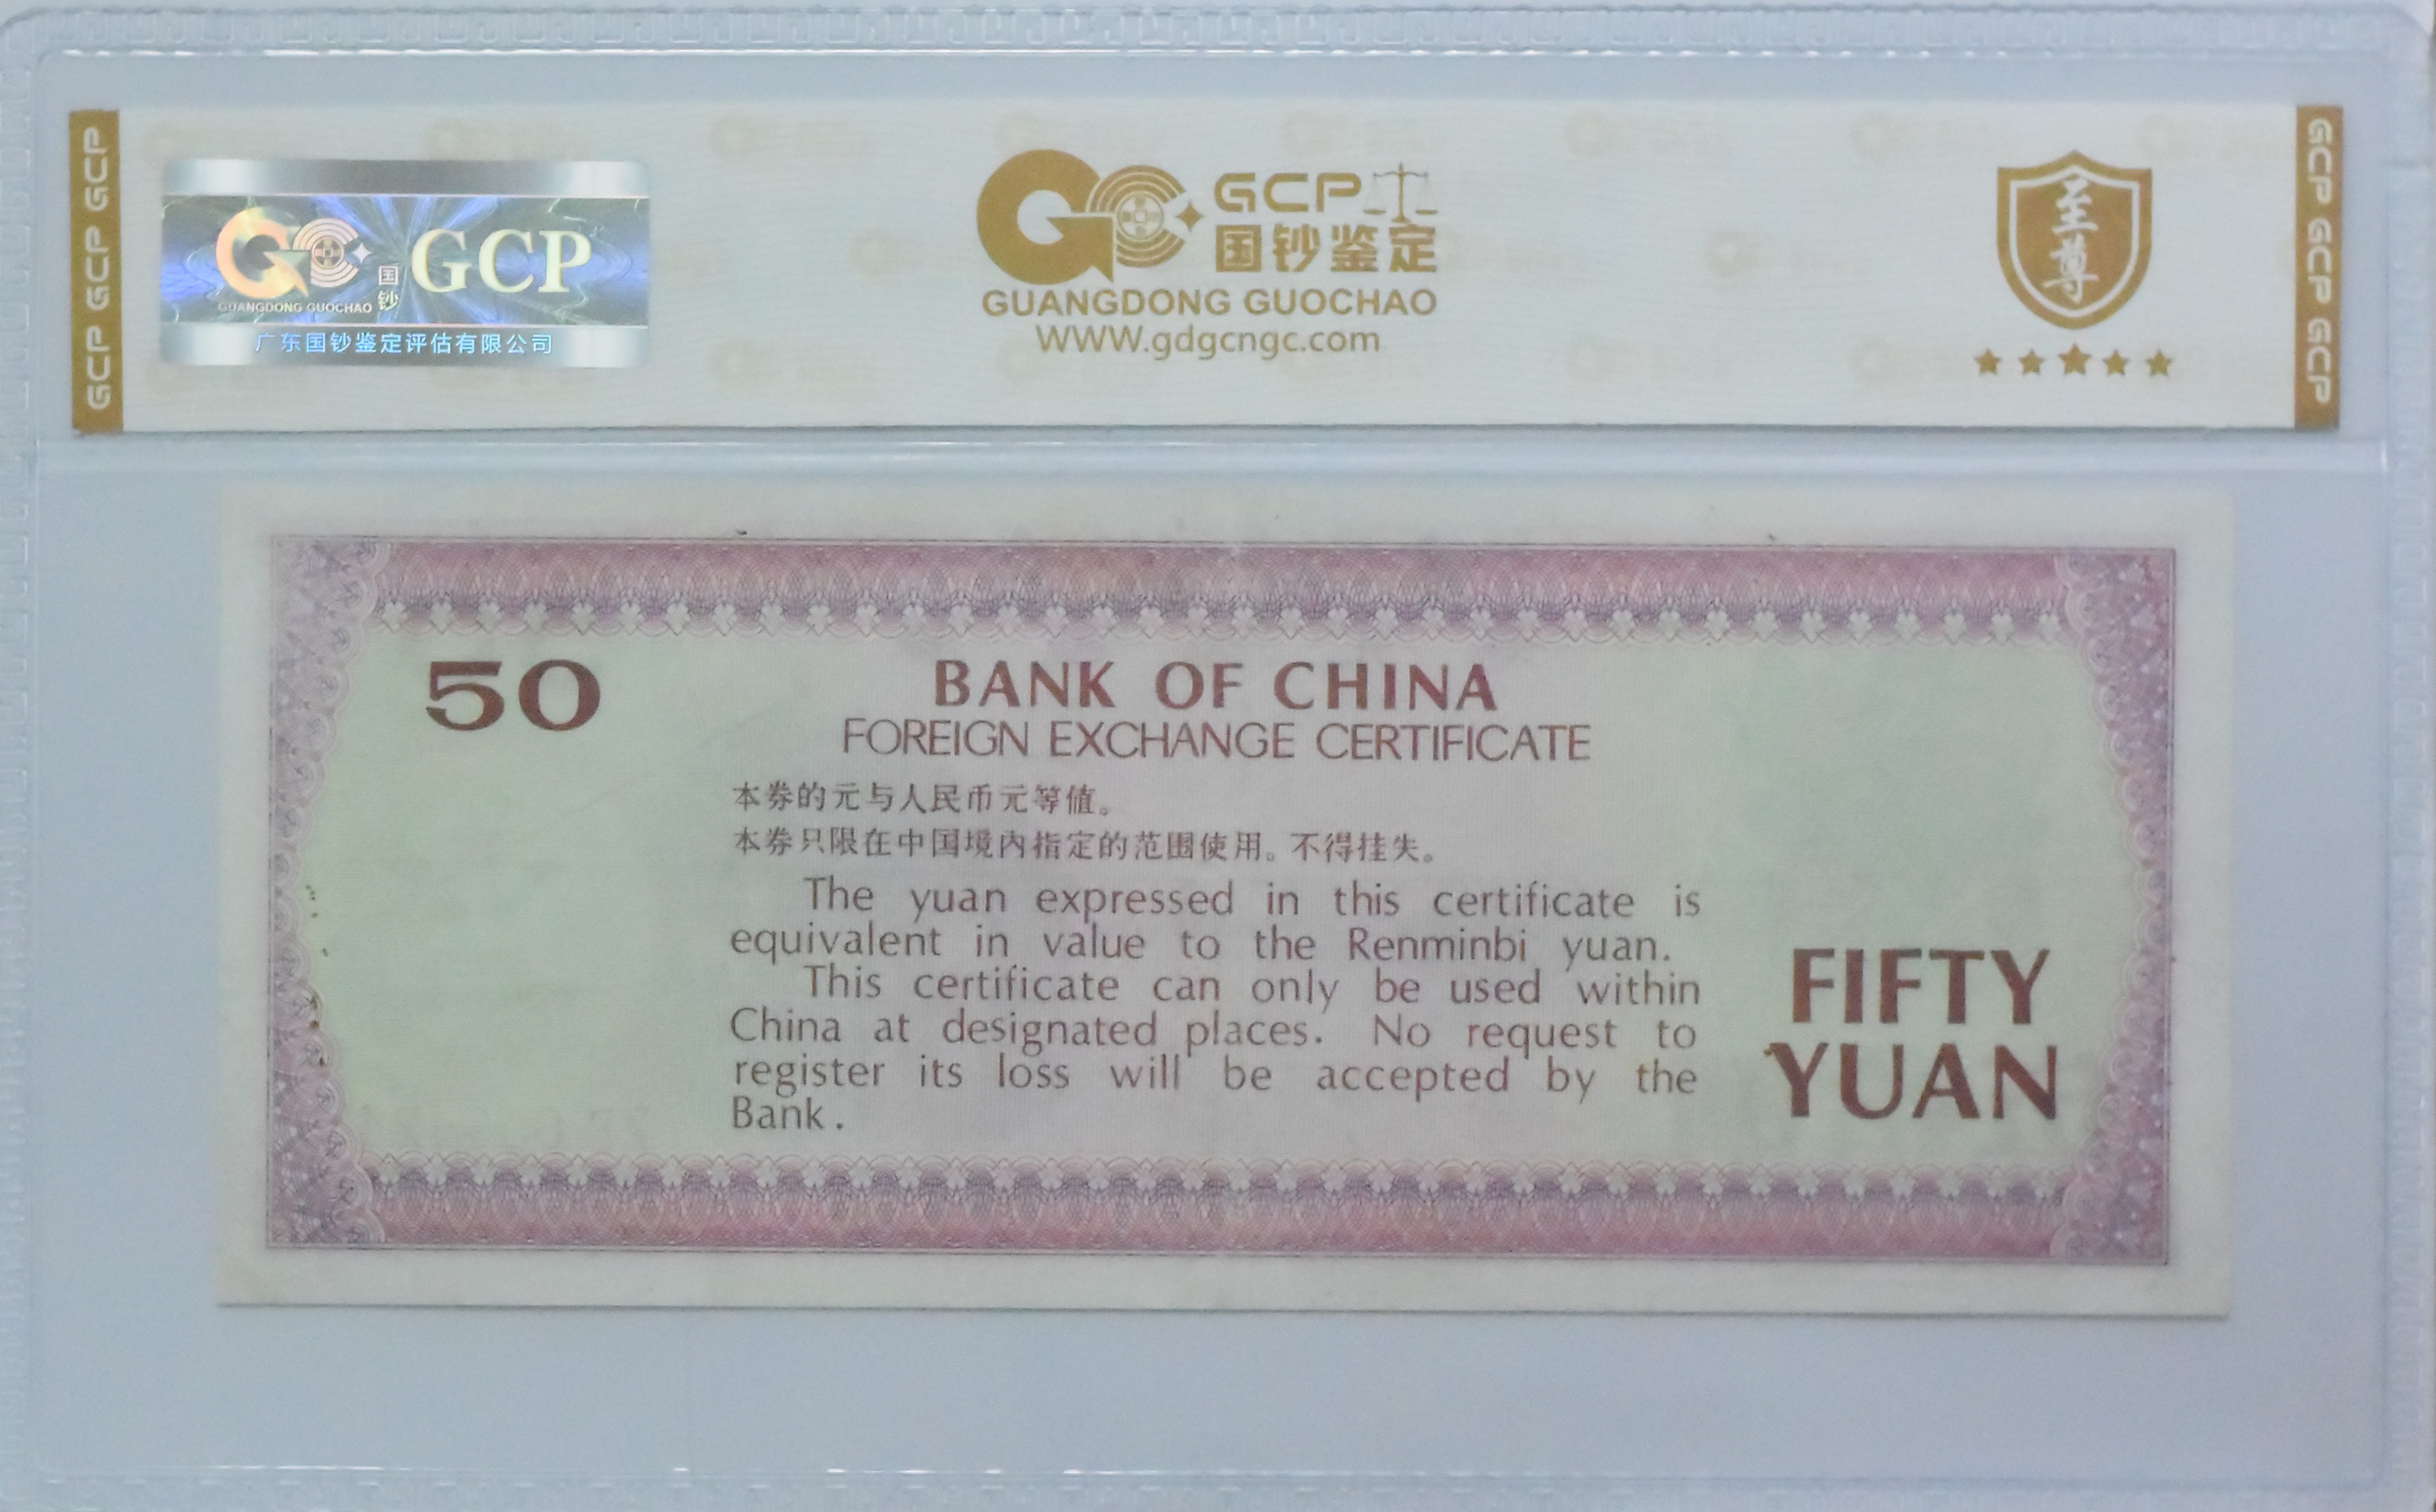 GCP GCP GCP
GUANGDONG GUOCHAO
国钞
GCP
广东国钞鉴定评估有限公司
GCP
国钞鉴定
GUANGDONG GUOCHAO
WWW.gdgcngc.com
至尊
GCP GCP GCP
50
BANK OF CHINA
FOREIGN EXCHANGE CERTIFICATE
本券的元与人民币元等值。
本券只限在中国境内指定的范围使用。不得挂失。
The yuan expressed in this certificate is
equivalent in value to the Renminbi yuan.
This certificate can only be used within
China at designated places. No request to
register its loss will be accepted by the
Bank.
FIFTY
YUAN